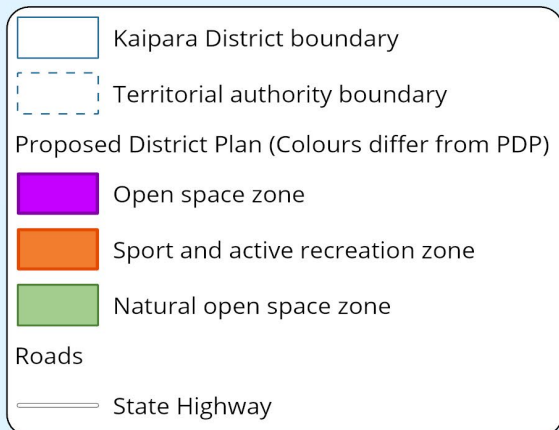 Kaipara District boundary
Territorial authority boundary
Proposed District Plan (Colours differ from PDP)
Open space zone
Sport and active recreation zone
Natural open space zone
Roads
State Highway